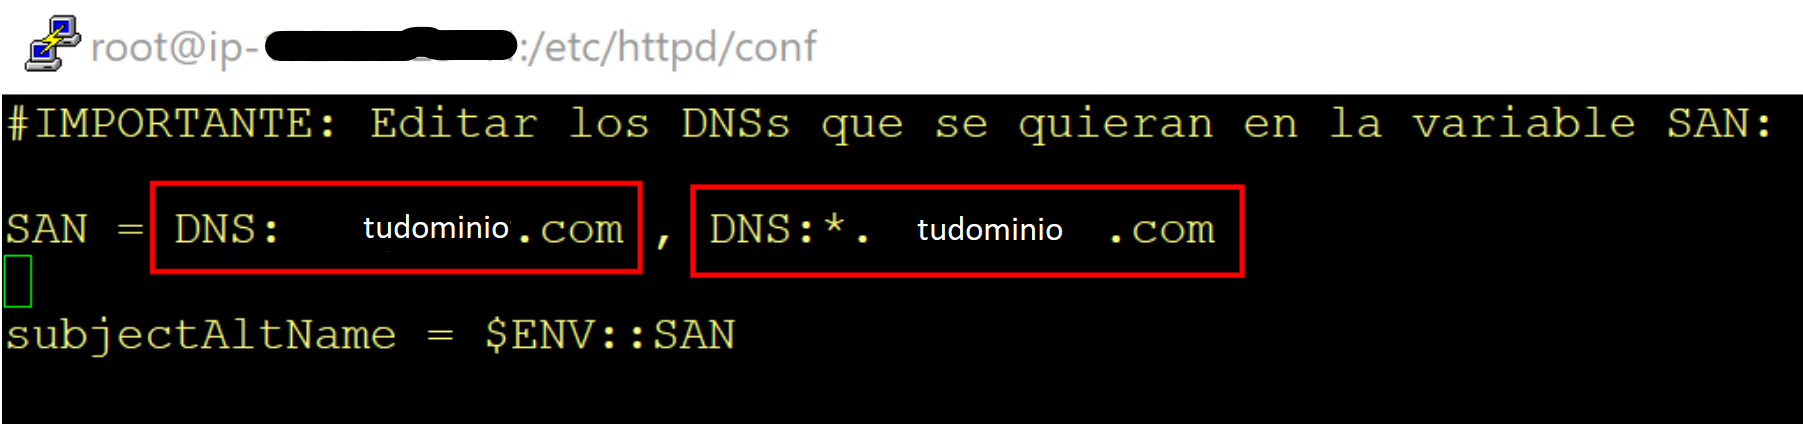 root@ip- :/etc/httpd/conf
#IMPORTANTE: Editar los DNSs que se quieran en la variable SAN:
SAN = DNS: tudominio.com , DNS:*. tudominio .com
subjectAltName = $ENV::SAN